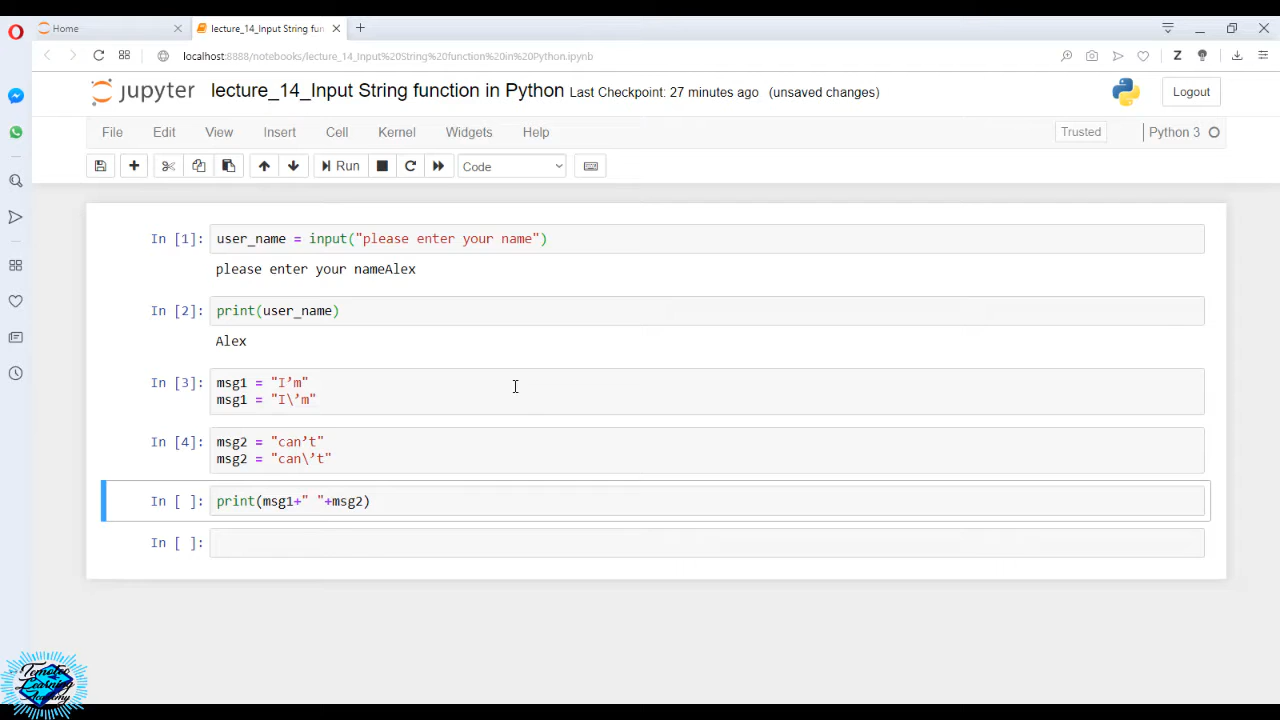 Home
lecture_14_Input String fun
localhost:8888/notebooks/lecture_14_Input%20String%20function%20in%20Python.ipynb
Z
jupyter lecture_14_Input String function in Python Last Checkpoint: 27 minutes ago (unsaved changes)
Logout
File Edit View Insert Cell Kernel Widgets Help
Trusted
Python 3
Run
Code
In [1]: user_name = input("please enter your name")
please enter your nameAlex
In [2]: print(user_name)
Alex
In [3]: msg1 = "I’m"
msg1 = "I\’m"
In [4]: msg2 = "can’t"
msg2 = "can\’t"
In [ ]: print(msg1+" "+msg2)
In [ ]:
Temotec
Learning
Academy